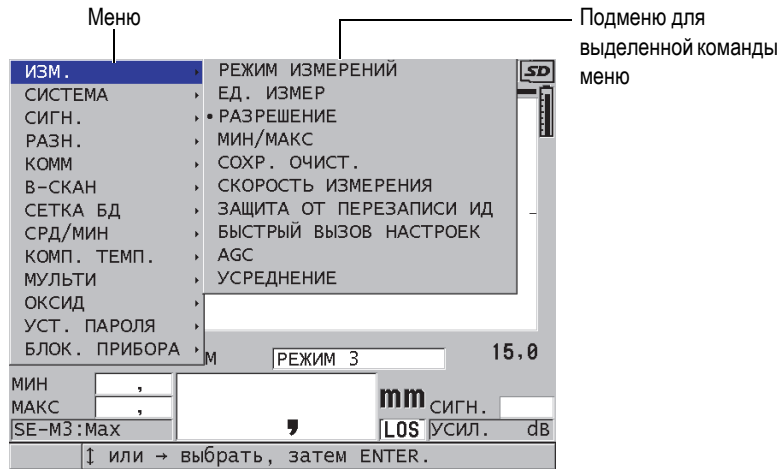 Меню
Подменю для
выделенной команды
меню
ИЗМ.
СИСТЕМА
СИГН.
РАЗН.
КОММ
В-СКАН
СЕТКА БД
СРД/МИН
КОМП. ТЕМП.
МУЛЬТИ
ОКСИД
УСТ. ПАРОЛЯ
БЛОК. ПРИБОРА
РЕЖИМ ИЗМЕРЕНИЙ
ЕД. ИЗМЕР
• РАЗРЕШЕНИЕ
МИН/МАКС
СОХР. ОЧИСТ.
СКОРОСТЬ ИЗМЕРЕНИЯ
ЗАЩИТА ОТ ПЕРЕЗАПИСИ ИД
БЫСТРЫЙ ВЫЗОВ НАСТРОЕК
AGC
УСРЕДНЕНИЕ
SD
М РЕЖИМ 3 15,0
МИН ,
МАКС ,
, mm СИГН.
SE-M3:Max LOS УСИЛ. dB
↕ или → выбрать, затем ENTER.